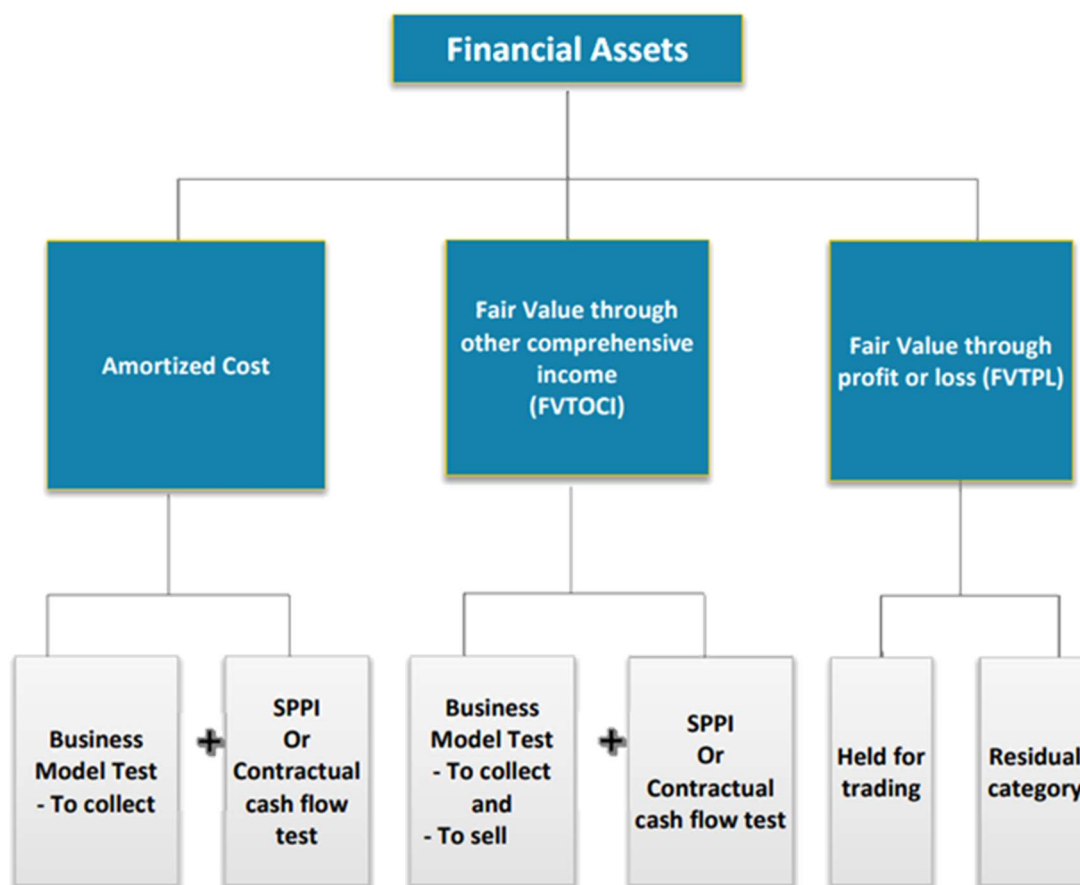 Financial Assets
Amortized Cost
Fair Value through
other comprehensive
income
(FVTOCI)
Fair Value through
profit or loss (FVTPL)
Business
Model Test
- To collect
+
SPPI
Or
Contractual
cash flow
test
Business
Model Test
- To collect
and
- To sell
+
SPPI
Or
Contractual
cash flow test
Held for
trading
Residual
category